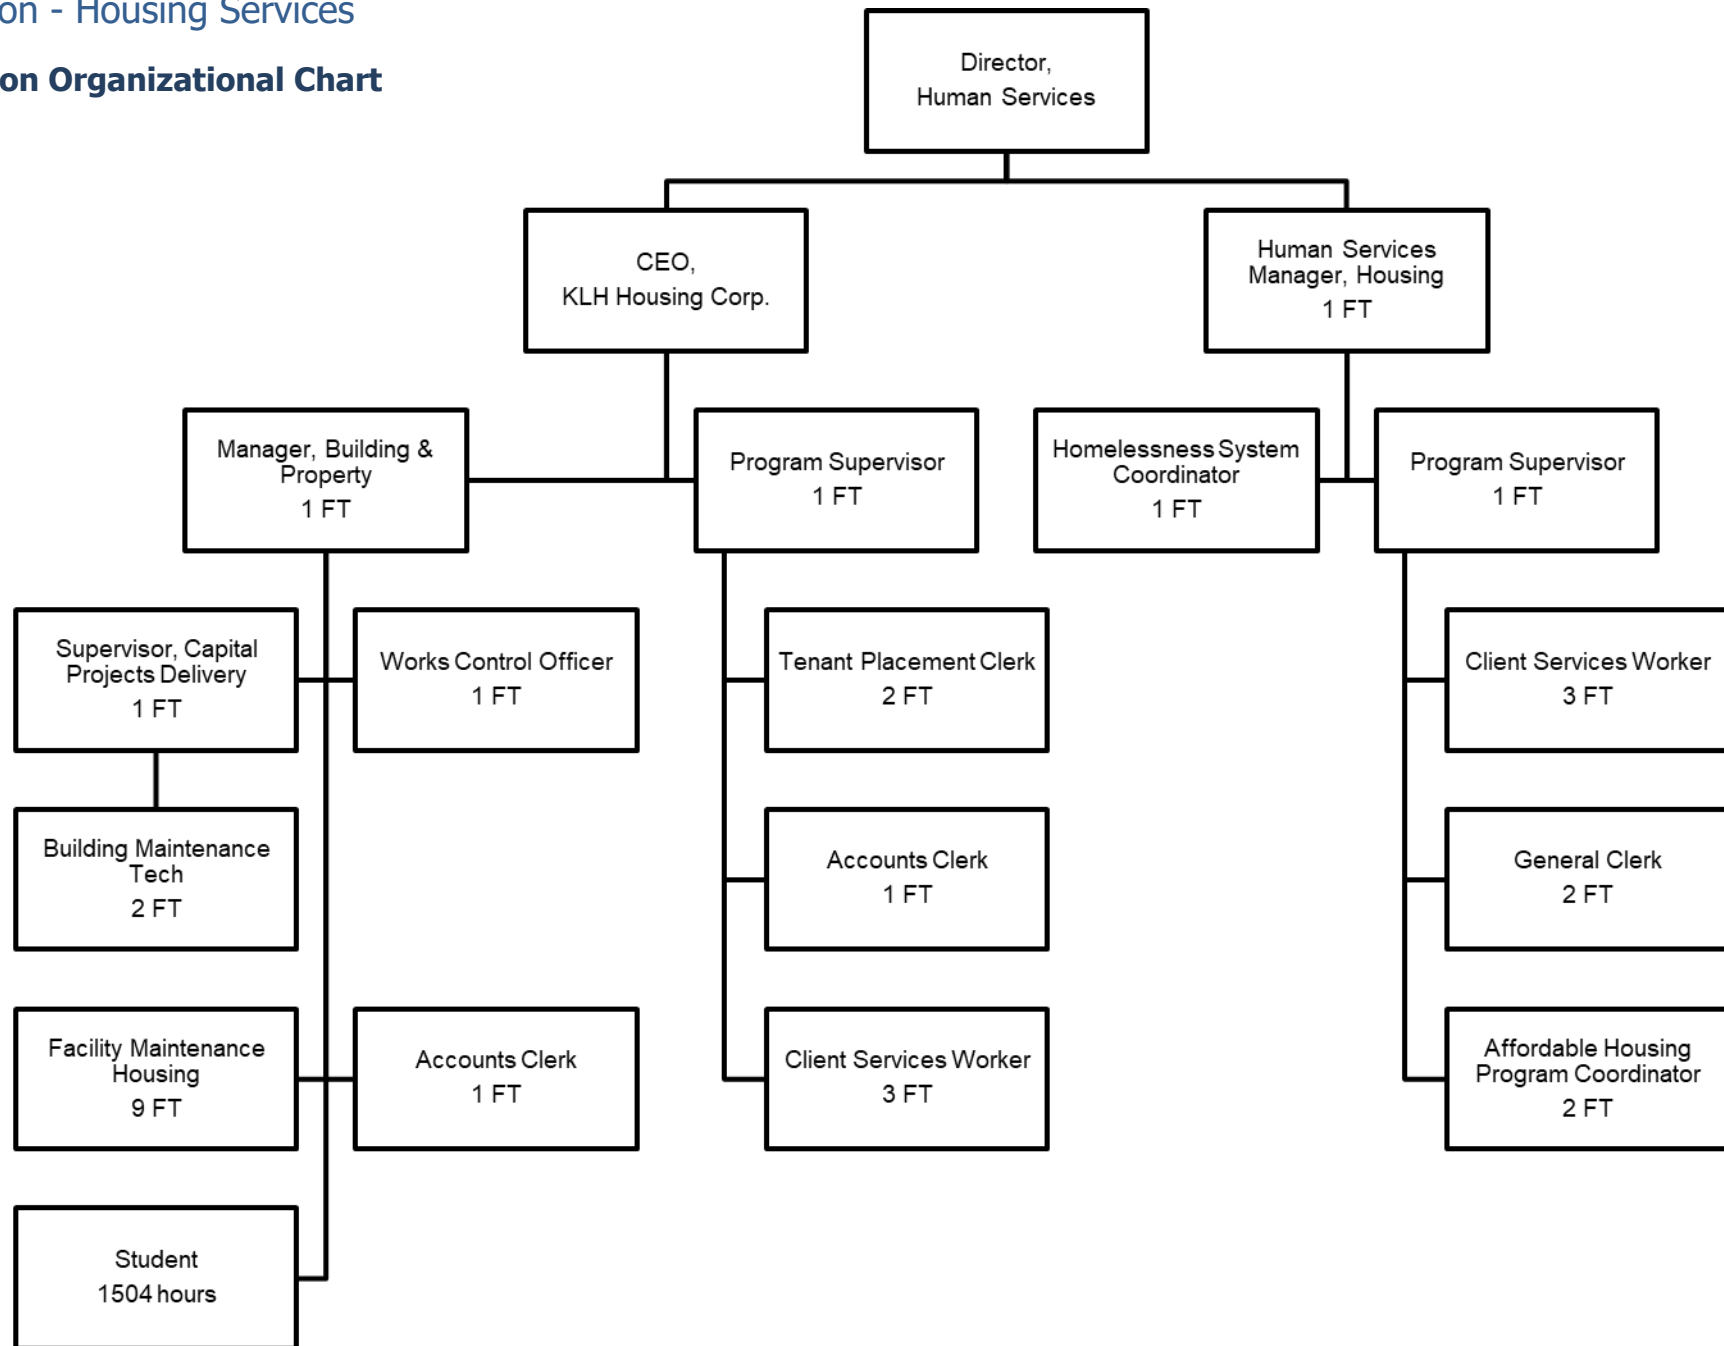 on - Housing Services
on Organizational Chart
Director,
Human Services
CEO,
KLH Housing Corp.
Human Services
Manager, Housing
1 FT
Manager, Building &
Property
1 FT
Program Supervisor
1 FT
Homelessness System
Coordinator
1 FT
Program Supervisor
1 FT
Supervisor, Capital
Projects Delivery
1 FT
Works Control Officer
1 FT
Tenant Placement Clerk
2 FT
Client Services Worker
3 FT
Building Maintenance
Tech
2 FT
Accounts Clerk
1 FT
General Clerk
2 FT
Facility Maintenance
Housing
9 FT
Accounts Clerk
1 FT
Client Services Worker
3 FT
Affordable Housing
Program Coordinator
2 FT
Student
1504 hours